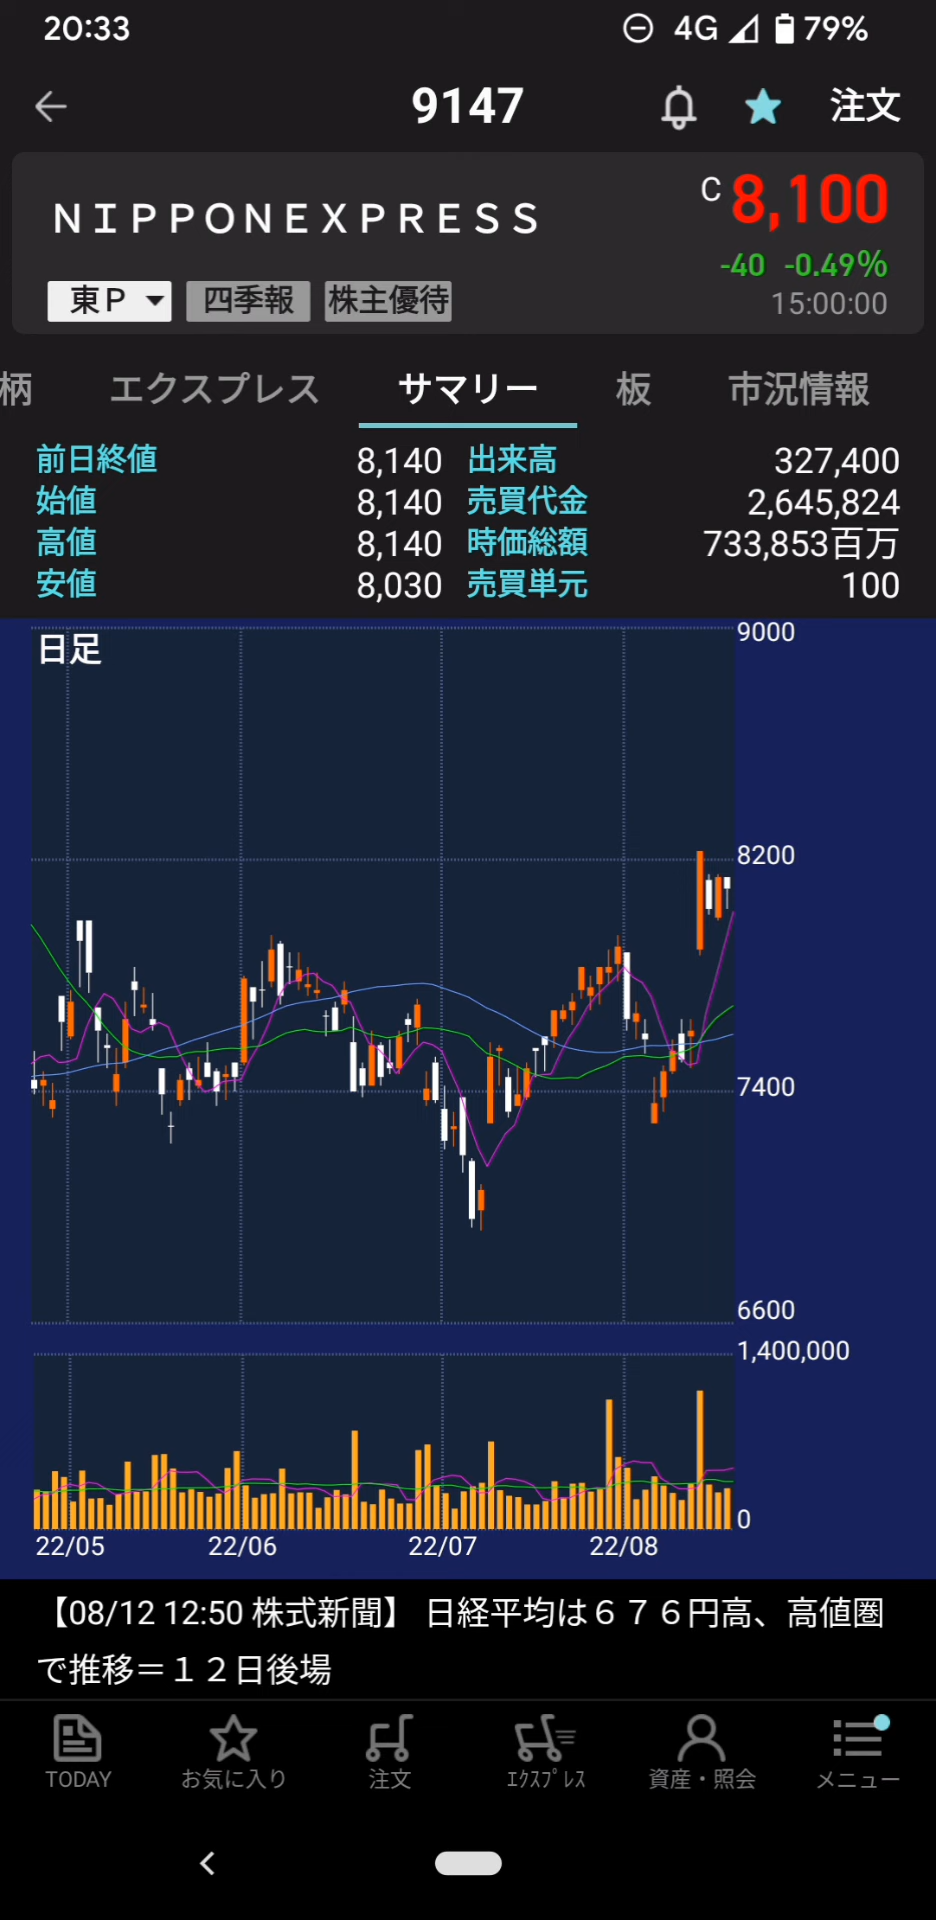 20:33 4G 79%
9147 注文
ＮＩＰＰＯＮＥＸＰＲＥＳＳ C 8,100
-40 -0.49%
東Ｐ 四季報 株主優待 15:00:00
柄 エクスプレス サマリー 板 市況情報
前日終値 8,140 出来高 327,400
始値 8,140 売買代金 2,645,824
高値 8,140 時価総額 733,853百万
安値 8,030 売買単元 100
日足 9000
8200
7400
6600
1,400,000
0
22/05 22/06 22/07 22/08
【08/12 12:50 株式新聞】 日経平均は６７６円高、高値圏
で推移＝１２日後場
TODAY お気に入り 注文 ｴｸｽﾌﾟﾚｽ 資産・照会 メニュー